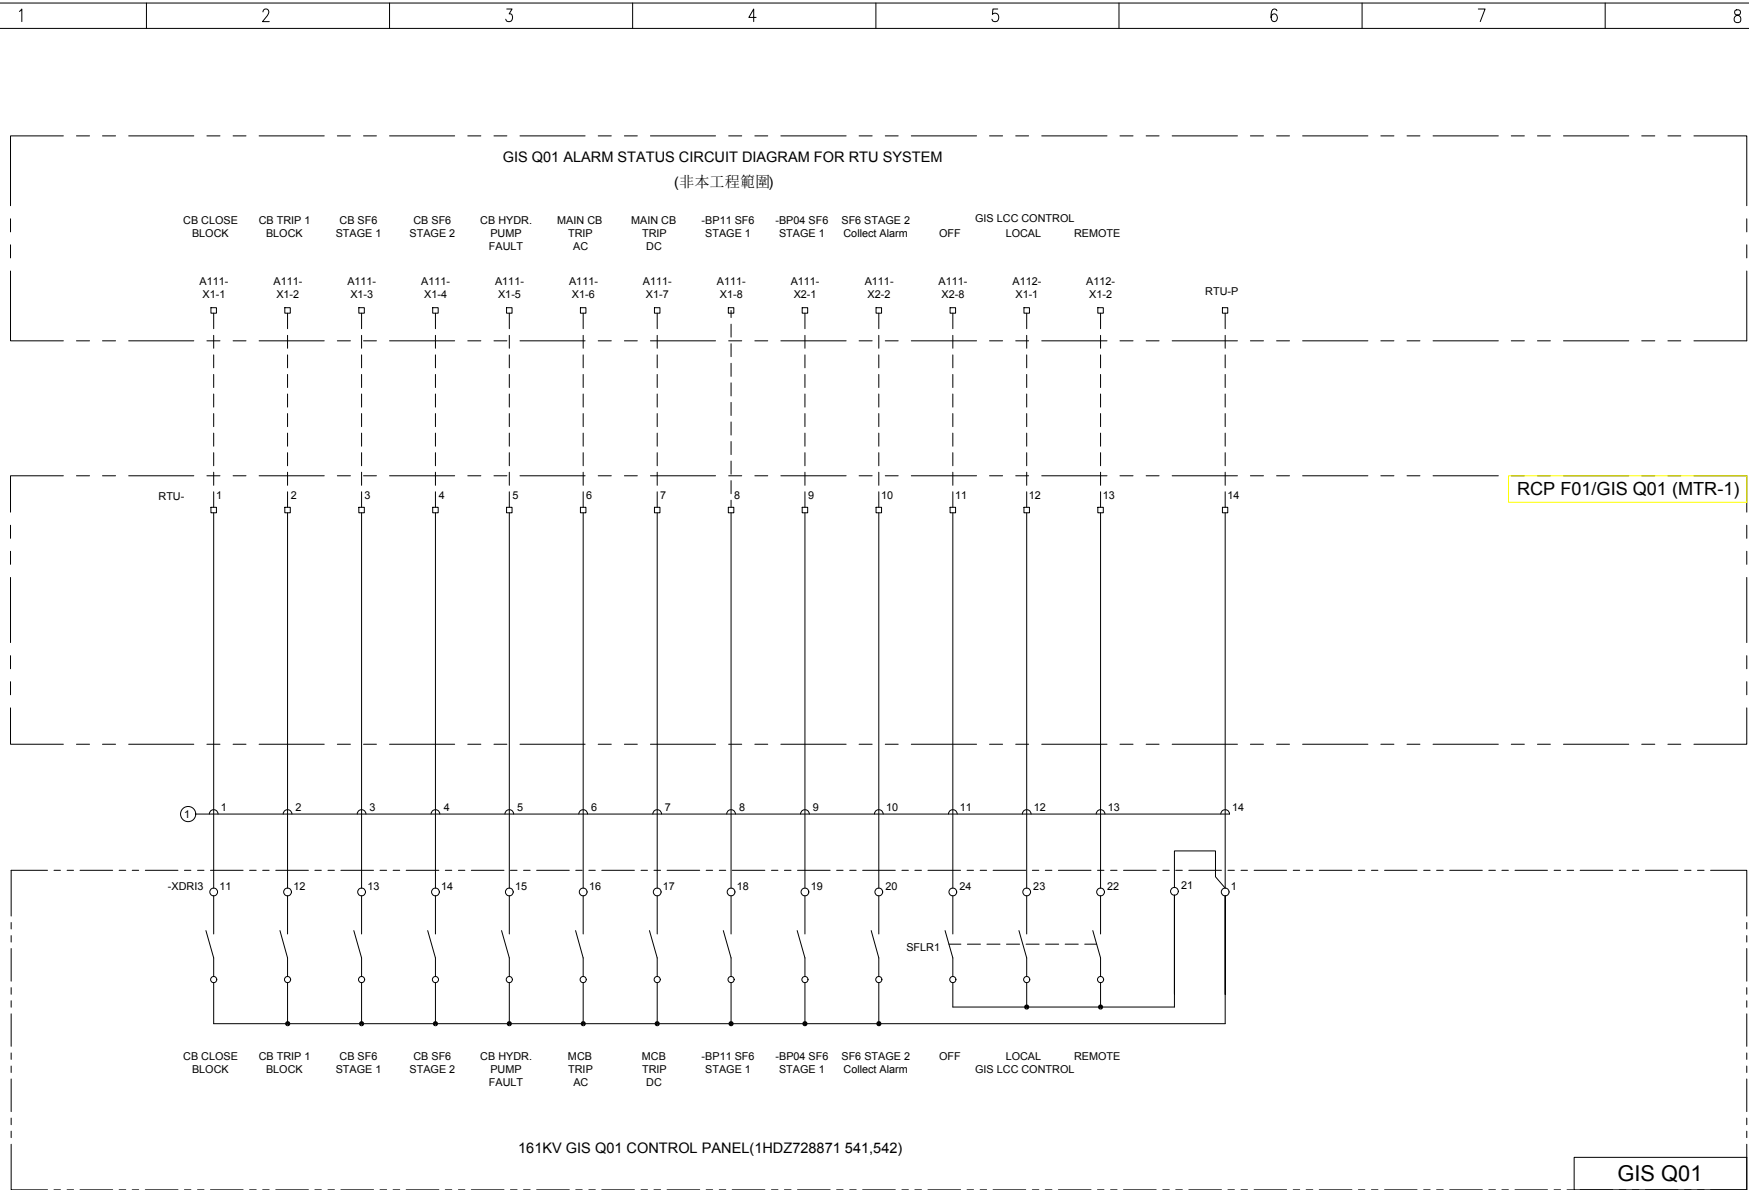 1 2 3 4 5 6 7 8
GIS Q01 ALARM STATUS CIRCUIT DIAGRAM FOR RTU SYSTEM
(非本工程範圍)
CB CLOSE CB TRIP 1 CB SF6 CB SF6 CB HYDR. MAIN CB MAIN CB -BP11 SF6 -BP04 SF6 SF6 STAGE 2 GIS LCC CONTROL
BLOCK BLOCK STAGE 1 STAGE 2 PUMP TRIP TRIP STAGE 1 STAGE 1 Collect Alarm OFF LOCAL REMOTE
FAULT AC DC
A111- A111- A111- A111- A111- A111- A111- A111- A111- A111- A111- A112- A112-
X1-1 X1-2 X1-3 X1-4 X1-5 X1-6 X1-7 X1-8 X2-1 X2-2 X2-8 X1-1 X1-2 RTU-P
RTU- 1 2 3 4 5 6 7 8 9 10 11 12 13 14 RCP F01/GIS Q01 (MTR-1)
1 1 2 3 4 5 6 7 8 9 10 11 12 13 14
-XDRI3 11 12 13 14 15 16 17 18 19 20 24 23 22 21 1
SFLR1
CB CLOSE CB TRIP 1 CB SF6 CB SF6 CB HYDR. MCB MCB -BP11 SF6 -BP04 SF6 SF6 STAGE 2 OFF LOCAL REMOTE
BLOCK BLOCK STAGE 1 STAGE 2 PUMP TRIP TRIP STAGE 1 STAGE 1 Collect Alarm GIS LCC CONTROL
FAULT AC DC
161KV GIS Q01 CONTROL PANEL(1HDZ728871 541,542)
GIS Q01